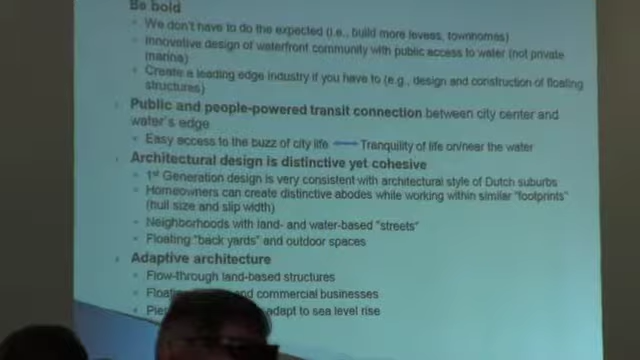 Be bold
We don't have to do the expected (i.e., build more levees, townhomes)
Innovative design of waterfront community with public access to water (not private
marina)
Create a leading edge industry if you have to (e.g., design and construction of floating
structures)
Public and people-powered transit connection between city center and
water's edge
Easy access to the buzz of city life Tranquility of life on/near the water
Architectural design is distinctive yet cohesive
1st Generation design is very consistent with architectural style of Dutch suburbs
Homeowners can create distinctive abodes while working within similar "footprints"
(hull size and slip width)
Neighborhoods with land- and water-based "streets"
Floating "back yards" and outdoor spaces
Adaptive architecture
Flow-through land-based structures
and commercial businesses
adapt to sea level rise